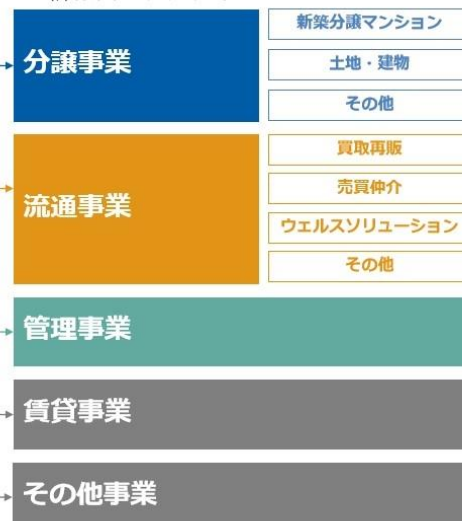 分譲事業
新築分譲マンション
土地・建物
その他
流通事業
買取再販
売買仲介
ウェルスソリューション
その他
管理事業
賃貸事業
その他事業